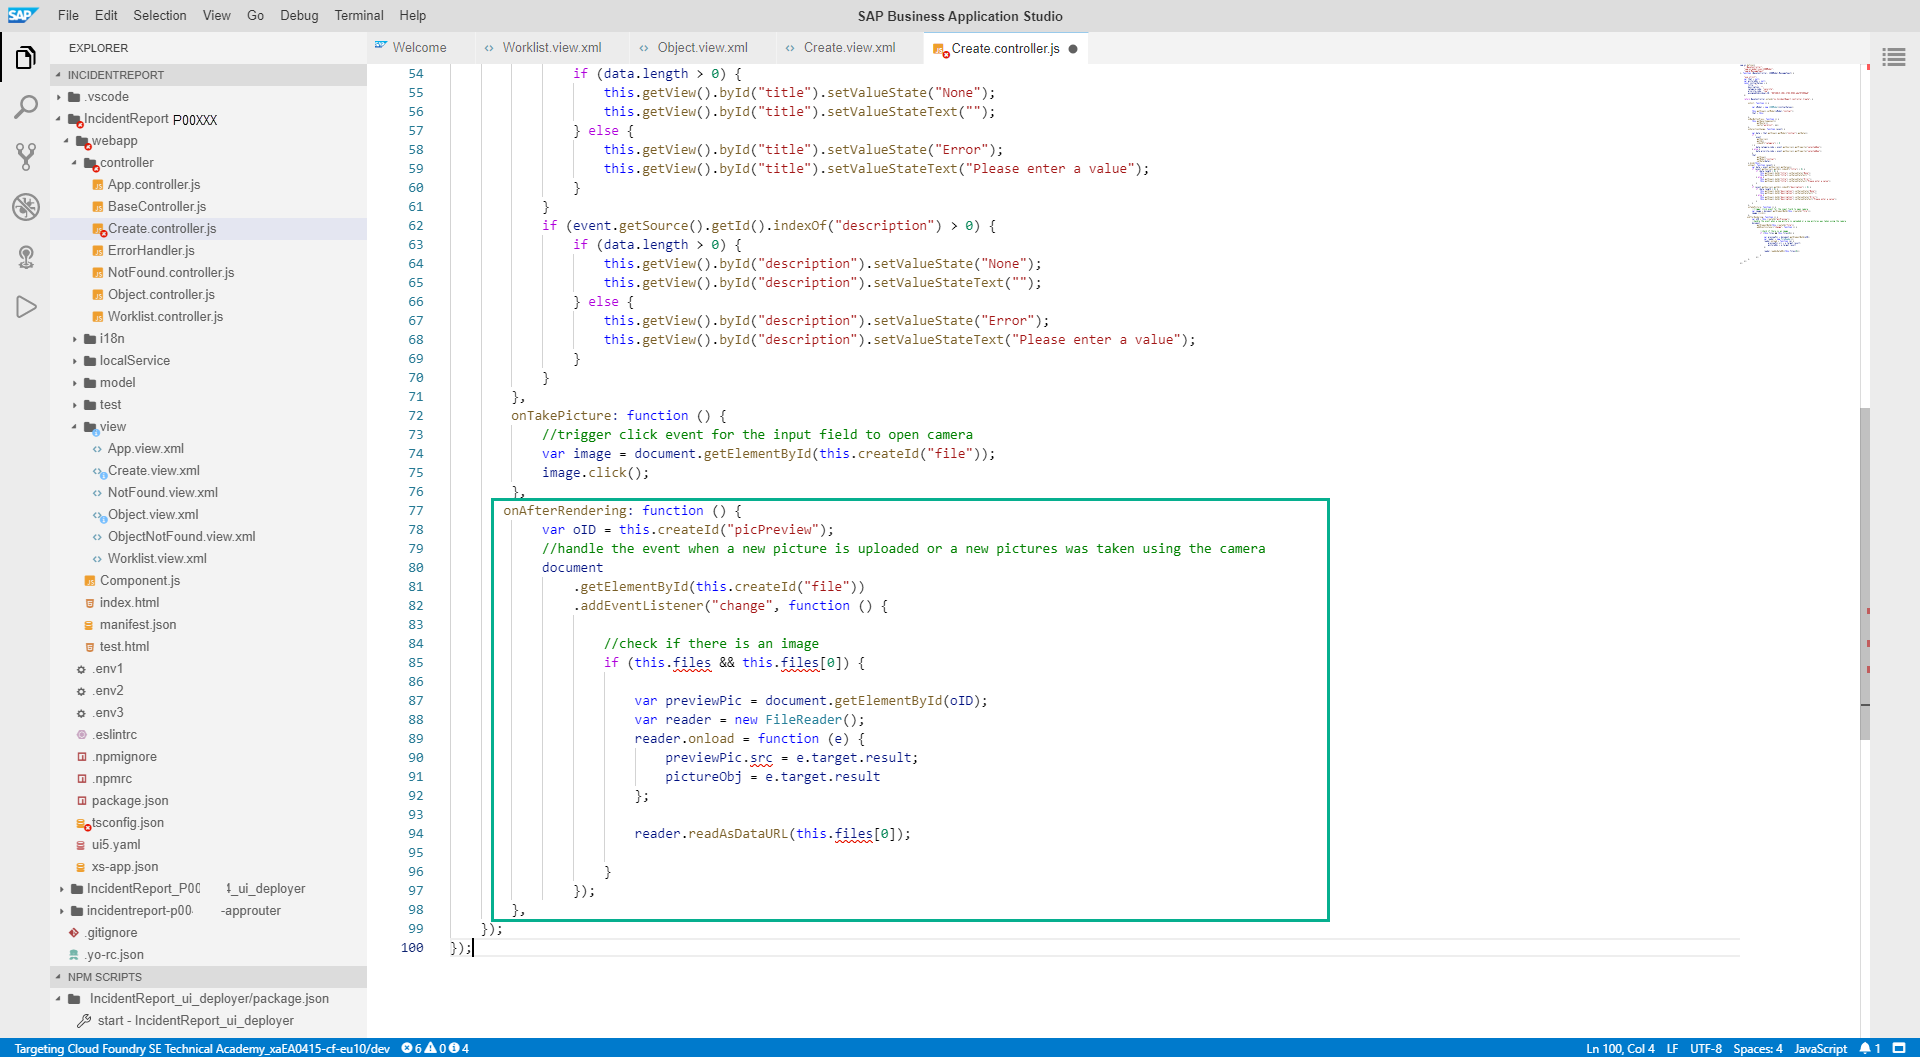 SAP File Edit Selection View Go Debug Terminal Help SAP Business Application Studio
EXPLORER
Welcome Worklist.view.xml Object.view.xml Create.view.xml Create.controller.js
INCIDENTREPORT
.vscode
IncidentReport P00XXX
webapp
controller
App.controller.js
BaseController.js
Create.controller.js
ErrorHandler.js
NotFound.controller.js
Object.controller.js
Worklist.controller.js
i18n
localService
model
test
view
App.view.xml
Create.view.xml
NotFound.view.xml
Object.view.xml
ObjectNotFound.view.xml
Worklist.view.xml
Component.js
index.html
manifest.json
test.html
.env1
.env2
.env3
.eslintrc
.npmignore
.npmrc
package.json
tsconfig.json
ui5.yaml
xs-app.json
IncidentReport_P00 _ui_deployer
incidentreport-p00 -approuter
.gitignore
.yo-rc.json
NPM SCRIPTS
IncidentReport_ui_deployer/package.json
start - IncidentReport_ui_deployer
54 if (data.length > 0) {
55 this.getView().byId("title").setValueState("None");
56 this.getView().byId("title").setValueStateText("");
57 } else {
58 this.getView().byId("title").setValueState("Error");
59 this.getView().byId("title").setValueStateText("Please enter a value");
60 }
61 }
62 if (event.getSource().getId().indexOf("description") > 0) {
63 if (data.length > 0) {
64 this.getView().byId("description").setValueState("None");
65 this.getView().byId("description").setValueStateText("");
66 } else {
67 this.getView().byId("description").setValueState("Error");
68 this.getView().byId("description").setValueStateText("Please enter a value");
69 }
70 }
71 },
72 onTakePicture: function () {
73 //trigger click event for the input field to open camera
74 var image = document.getElementById(this.createId("file"));
75 image.click();
76 },
77 onAfterRendering: function () {
78 var oID = this.createId("picPreview");
79 //handle the event when a new picture is uploaded or a new pictures was taken using the camera
80 document
81 .getElementById(this.createId("file"))
82 .addEventListener("change", function () {
83
84 //check if there is an image
85 if (this.files && this.files[0]) {
86
87 var previewPic = document.getElementById(oID);
88 var reader = new FileReader();
89 reader.onload = function (e) {
90 previewPic.src = e.target.result;
91 pictureObj = e.target.result
92 };
93
94 reader.readAsDataURL(this.files[0]);
95
96 }
97 });
98 },
99 });
100 });
Targeting Cloud Foundry SE Technical Academy_xaEA0415-cf-eu10/dev 6 0 4 Ln 100, Col 4 LF UTF-8 Spaces: 4 JavaScript 1